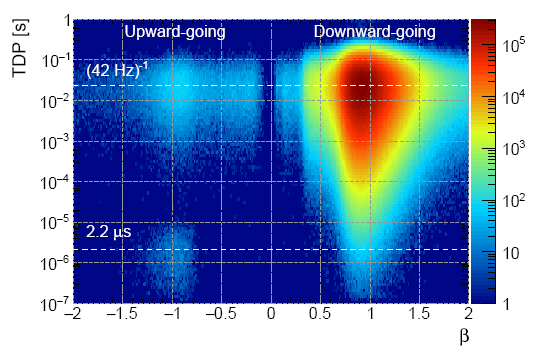 Upward-going Downward-going
TDP [s]
1
10⁻¹
10⁻²
10⁻³
10⁻⁴
10⁻⁵
10⁻⁶
10⁻⁷
(42 Hz)⁻¹
2.2 μs
−2 −1.5 −1 −0.5 0 0.5 1 1.5 2
β
10⁵
10⁴
10³
10²
10
1